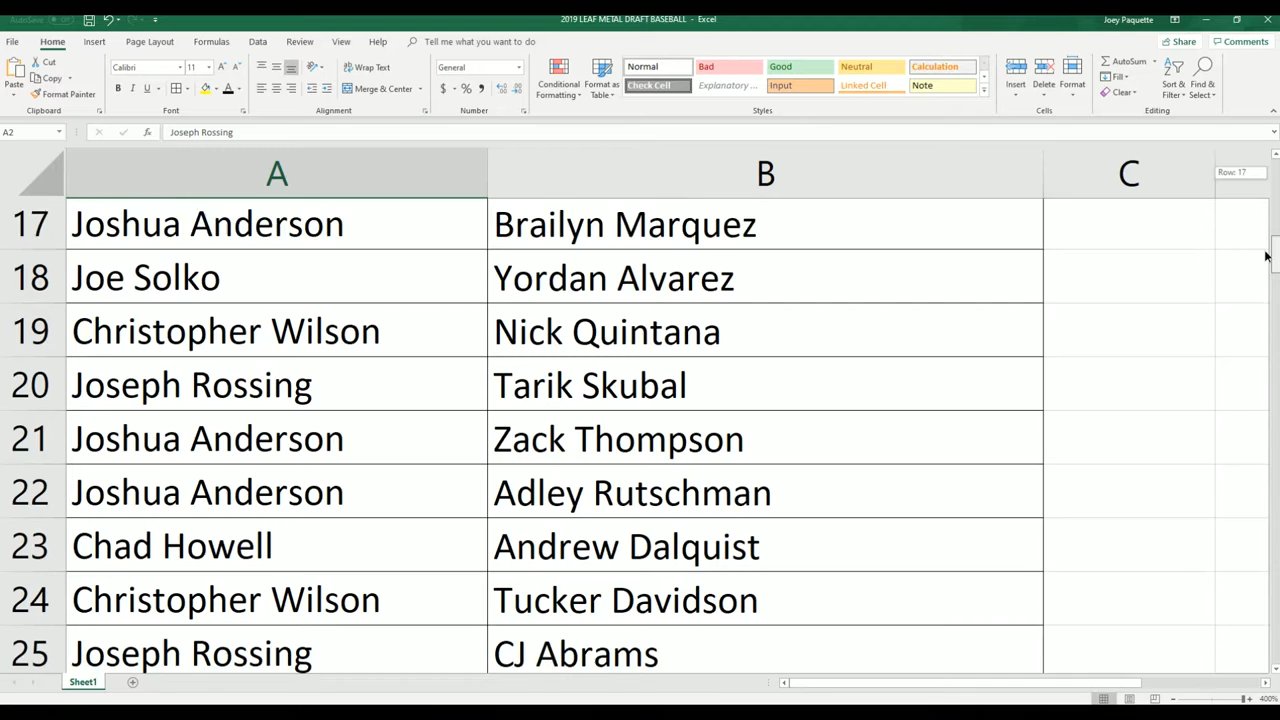 AutoSave Off
2019 LEAF METAL DRAFT BASEBALL - Excel
Joey Paquette
File Home Insert Page Layout Formulas Data Review View Help Tell me what you want to do Share Comments
Paste
Cut
Copy
Format Painter
Calibri 11
B I U
Wrap Text
Merge & Center
General
$ %
Conditional Formatting
Format as Table
Normal Bad Good Neutral Calculation
Check Cell Explanatory ... Input Linked Cell Note
Insert Delete Format
AutoSum
Fill
Clear
Sort & Filter
Find & Select
Clipboard Font Alignment Number Styles Cells Editing
A2 fx Joseph Rossing
A B C
Row: 17
17 Joshua Anderson Brailyn Marquez
18 Joe Solko Yordan Alvarez
19 Christopher Wilson Nick Quintana
20 Joseph Rossing Tarik Skubal
21 Joshua Anderson Zack Thompson
22 Joshua Anderson Adley Rutschman
23 Chad Howell Andrew Dalquist
24 Christopher Wilson Tucker Davidson
25 Joseph Rossing CJ Abrams
Sheet1
400%